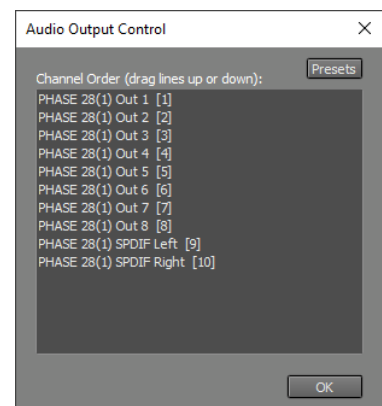 Audio Output Control
Presets
Channel Order (drag lines up or down):
PHASE 28(1) Out 1 [1]
PHASE 28(1) Out 2 [2]
PHASE 28(1) Out 3 [3]
PHASE 28(1) Out 4 [4]
PHASE 28(1) Out 5 [5]
PHASE 28(1) Out 6 [6]
PHASE 28(1) Out 7 [7]
PHASE 28(1) Out 8 [8]
PHASE 28(1) SPDIF Left [9]
PHASE 28(1) SPDIF Right [10]
OK